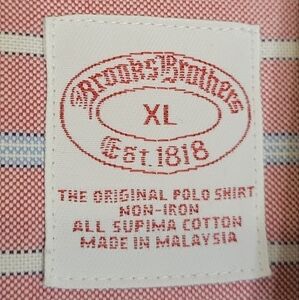 Brooks Brothers
XL
Est. 1818
THE ORIGINAL POLO SHIRT
NON-IRON
ALL SUPIMA COTTON
MADE IN MALAYSIA